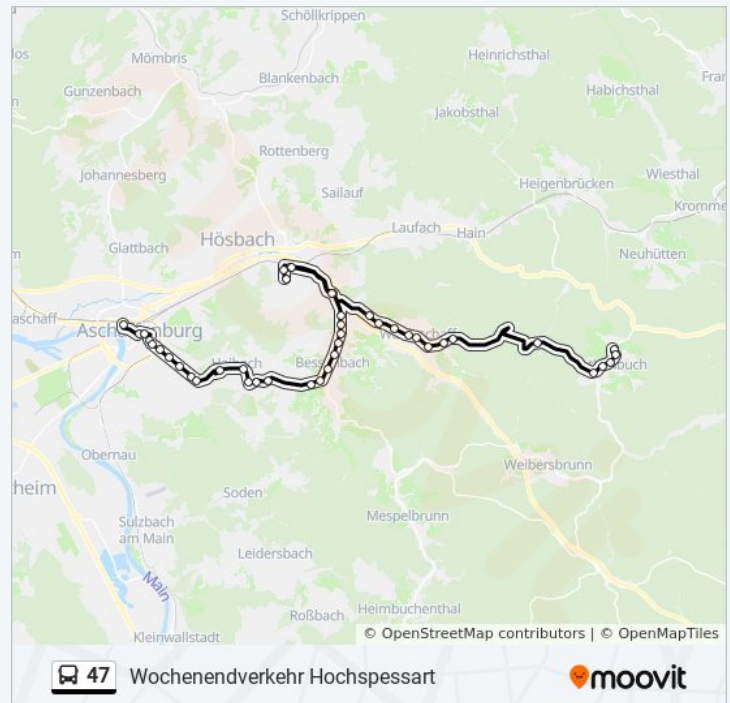 Schöllkrippen
Mömbris
Heinrichsthal
Blankenbach
Gunzenbach
Habichsthal
Jakobsthal
Rottenberg
Johannesberg
Wiesthal
Heigenbrücken
Sailauf
Laufach
Hain
Hösbach
Glattbach
Neuhütten
Obernau
Weibersbrunn
Soden
Mespelbrunn
Sulzbach
am Main
Leidersbach
Main
Roßbach
Heimbuchenthal
Kleinwallstadt
© OpenStreetMap contributors | © OpenMapTiles
47 Wochenendverkehr Hochspessart
moovit